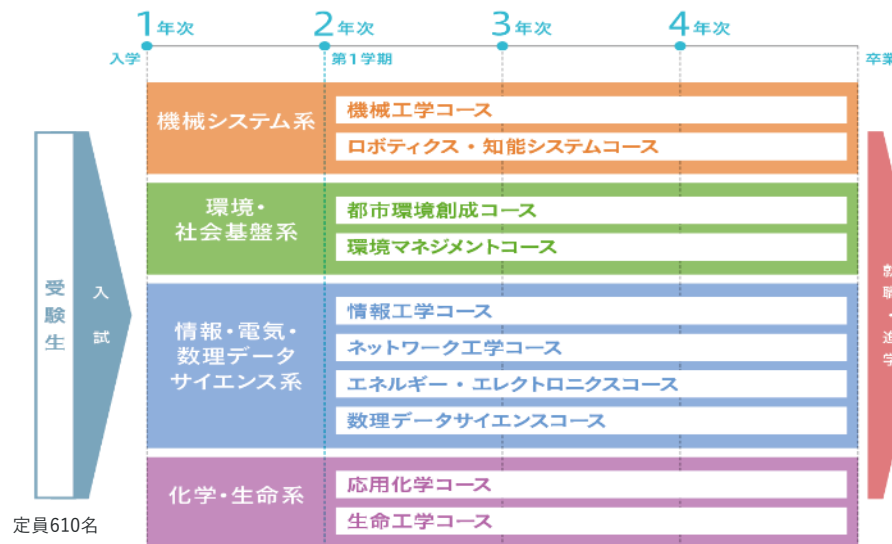 1年次
2年次
3年次
4年次
入学
第1学期
卒業
受験生
入試
機械システム系
機械工学コース
ロボティクス・知能システムコース
環境・
社会基盤系
都市環境創成コース
環境マネジメントコース
情報・電気・
数理データ
サイエンス系
情報工学コース
ネットワーク工学コース
エネルギー・エレクトロニクスコース
数理データサイエンスコース
化学・生命系
応用化学コース
生命工学コース
就職・進学
定員610名